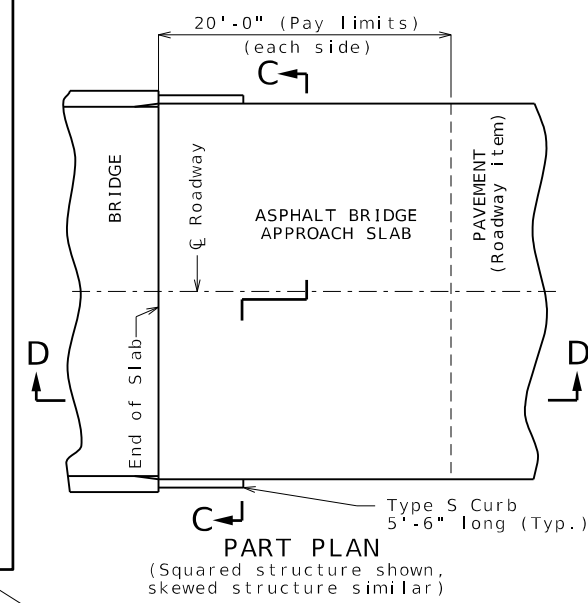 20'-0" (Pay limits)
(each side)
C
BRIDGE
℄ Roadway
ASPHALT BRIDGE
APPROACH SLAB
PAVEMENT
(Roadway item)
D
D
End of Slab
C
Type S Curb
5'-6" long (Typ.)
PART PLAN
(Squared structure shown,
skewed structure similar)